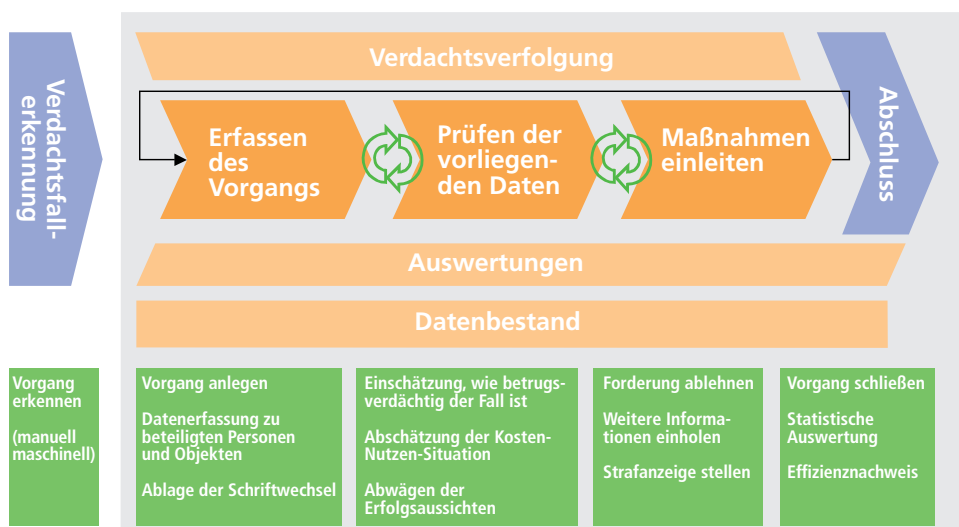 Verdachtsfall-
erkennung
Verdachtsverfolgung
Erfassen
des
Vorgangs
Prüfen der
vorliegen-
den Daten
Maßnahmen
einleiten
Abschluss
Auswertungen
Datenbestand
Vorgang
erkennen
(manuell
maschinell)
Vorgang anlegen
Datenerfassung zu
beteiligten Personen
und Objekten
Ablage der Schriftwechsel
Einschätzung, wie betrugs-
verdächtig der Fall ist
Abschätzung der Kosten-
Nutzen-Situation
Abwägen der
Erfolgsaussichten
Forderung ablehnen
Weitere Informa-
tionen einholen
Strafanzeige stellen
Vorgang schließen
Statistische
Auswertung
Effizienznachweis